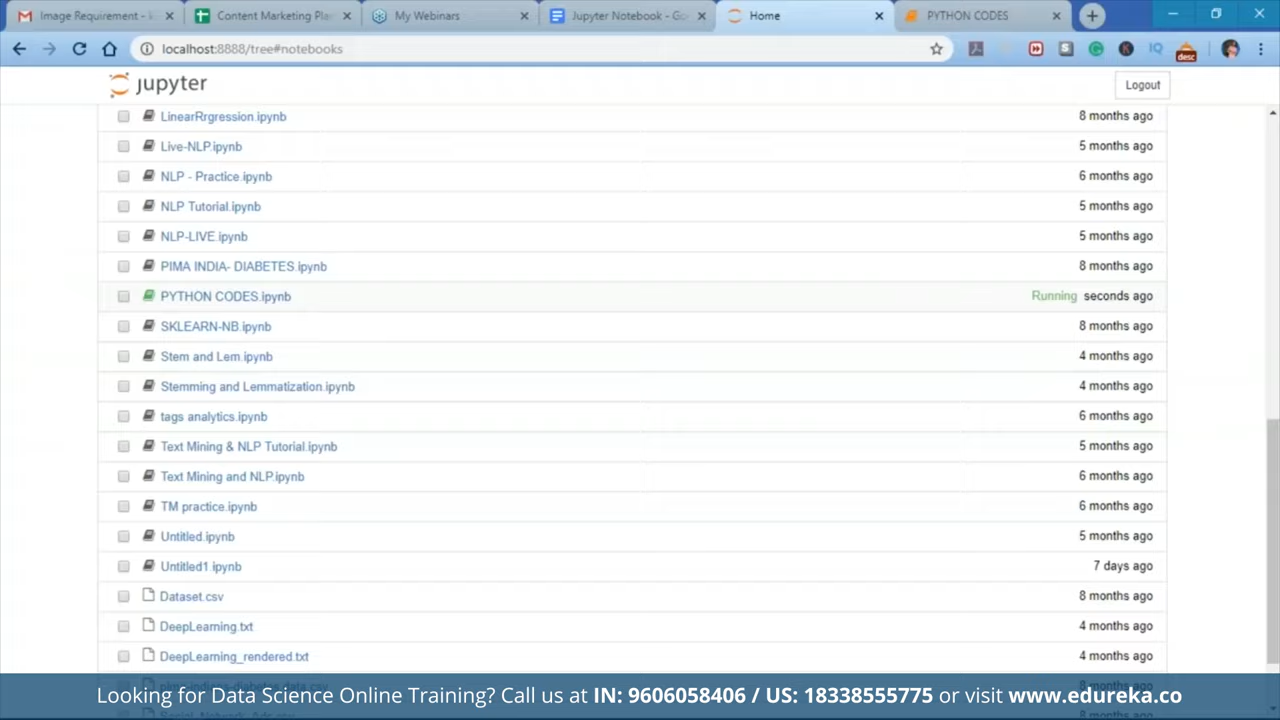 Image Requirement -
Content Marketing Pla
My Webinars
Jupyter Notebook - Go
Home
PYTHON CODES
localhost:8888/tree#notebooks
desc
jupyter
Logout
LinearRrgression.ipynb 8 months ago
Live-NLP.ipynb 5 months ago
NLP - Practice.ipynb 6 months ago
NLP Tutorial.ipynb 5 months ago
NLP-LIVE.ipynb 5 months ago
PIMA INDIA- DIABETES.ipynb 8 months ago
PYTHON CODES.ipynb Running seconds ago
SKLEARN-NB.ipynb 8 months ago
Stem and Lem.ipynb 4 months ago
Stemming and Lemmatization.ipynb 4 months ago
tags analytics.ipynb 6 months ago
Text Mining & NLP Tutorial.ipynb 5 months ago
Text Mining and NLP.ipynb 6 months ago
TM practice.ipynb 6 months ago
Untitled.ipynb 5 months ago
Untitled1.ipynb 7 days ago
Dataset.csv 8 months ago
DeepLearning.txt 4 months ago
DeepLearning_rendered.txt 4 months ago
Looking for Data Science Online Training? Call us at IN: 9606058406 / US: 18338555775 or visit www.edureka.co